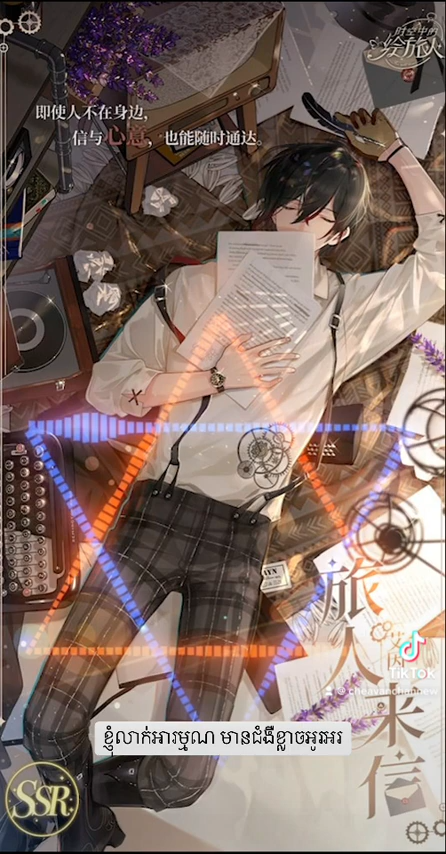 时空中的
绘旅人
即使人不在身边,
信与心意,也能随时通达。
旅人来信
TikTok
@cheavanchannew
ខ្ញុំលាក់អារម្មណ មានជំងឺខ្លាចអូរអរ
SSR